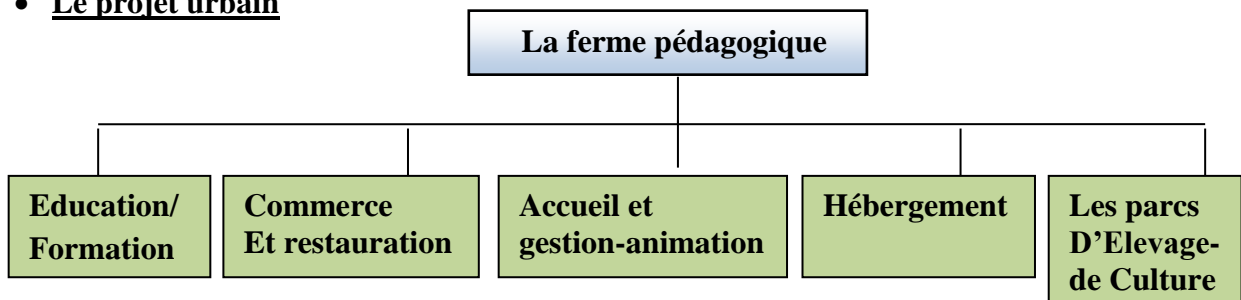 • Le projet urbain
La ferme pédagogique
Education/
Formation
Commerce
Et restauration
Accueil et
gestion-animation
Hébergement
Les parcs
D’Elevage-
de Culture